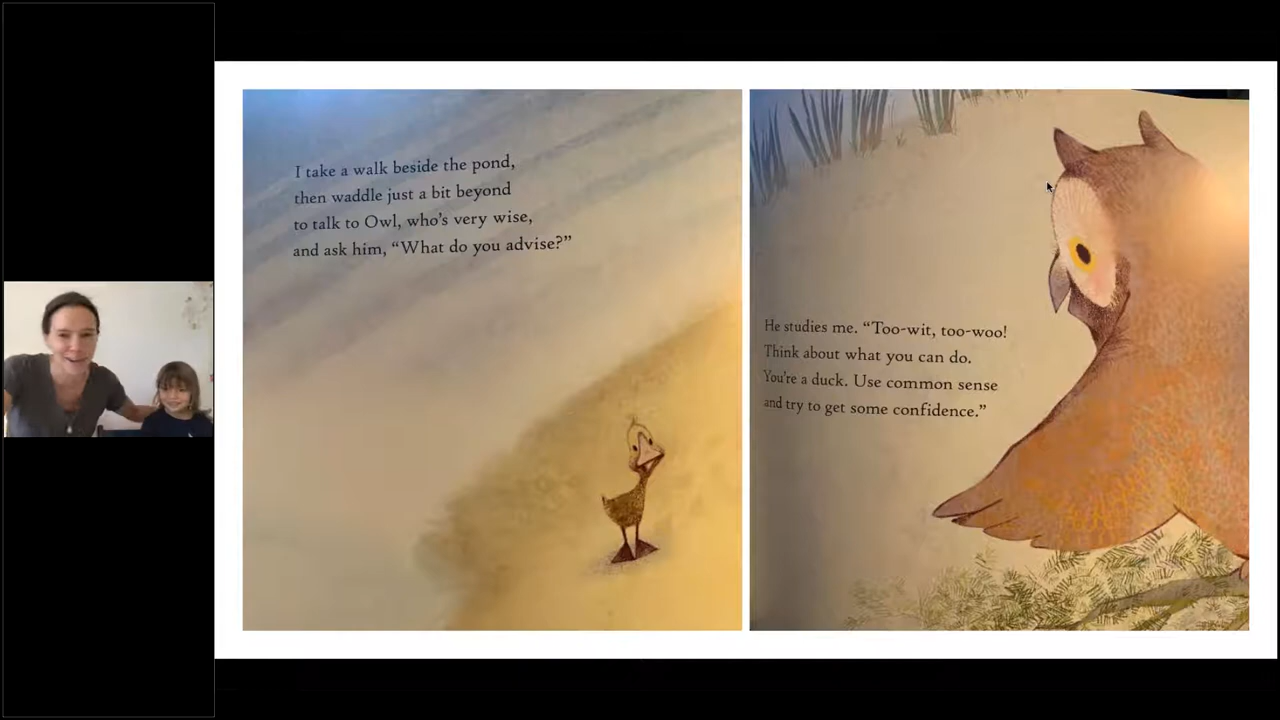 I take a walk beside the pond,
then waddle just a bit beyond
to talk to Owl, who's very wise,
and ask him, “What do you advise?”
He studies me. “Too-wit, too-woo!
Think about what you can do.
You're a duck. Use common sense
and try to get some confidence.”